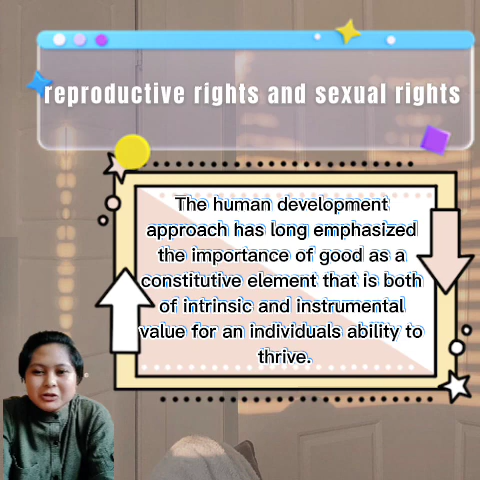 reproductive rights and sexual rights
The human development
approach has long emphasized
the importance of good as a
constitutive element that is both
of intrinsic and instrumental
value for an individuals ability to
thrive.